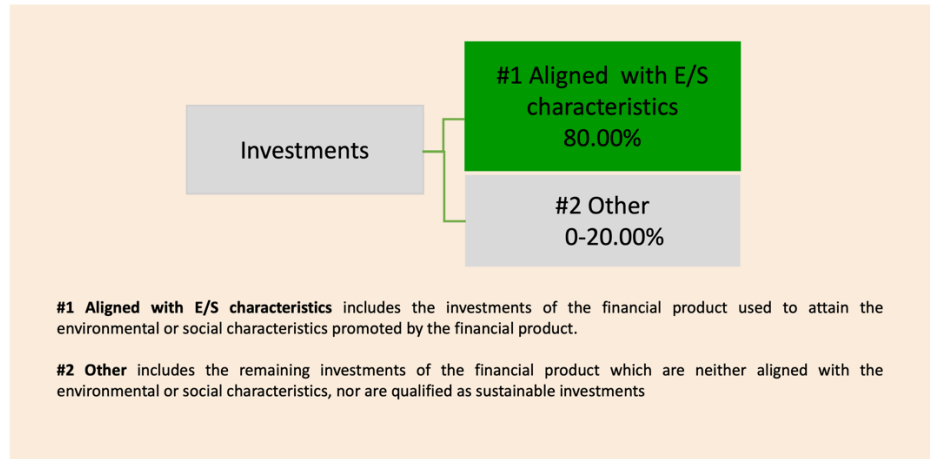 Investments
#1 Aligned with E/S
characteristics
80.00%
#2 Other
0-20.00%
#1 Aligned with E/S characteristics includes the investments of the financial product used to attain the
environmental or social characteristics promoted by the financial product.
#2 Other includes the remaining investments of the financial product which are neither aligned with the
environmental or social characteristics, nor are qualified as sustainable investments